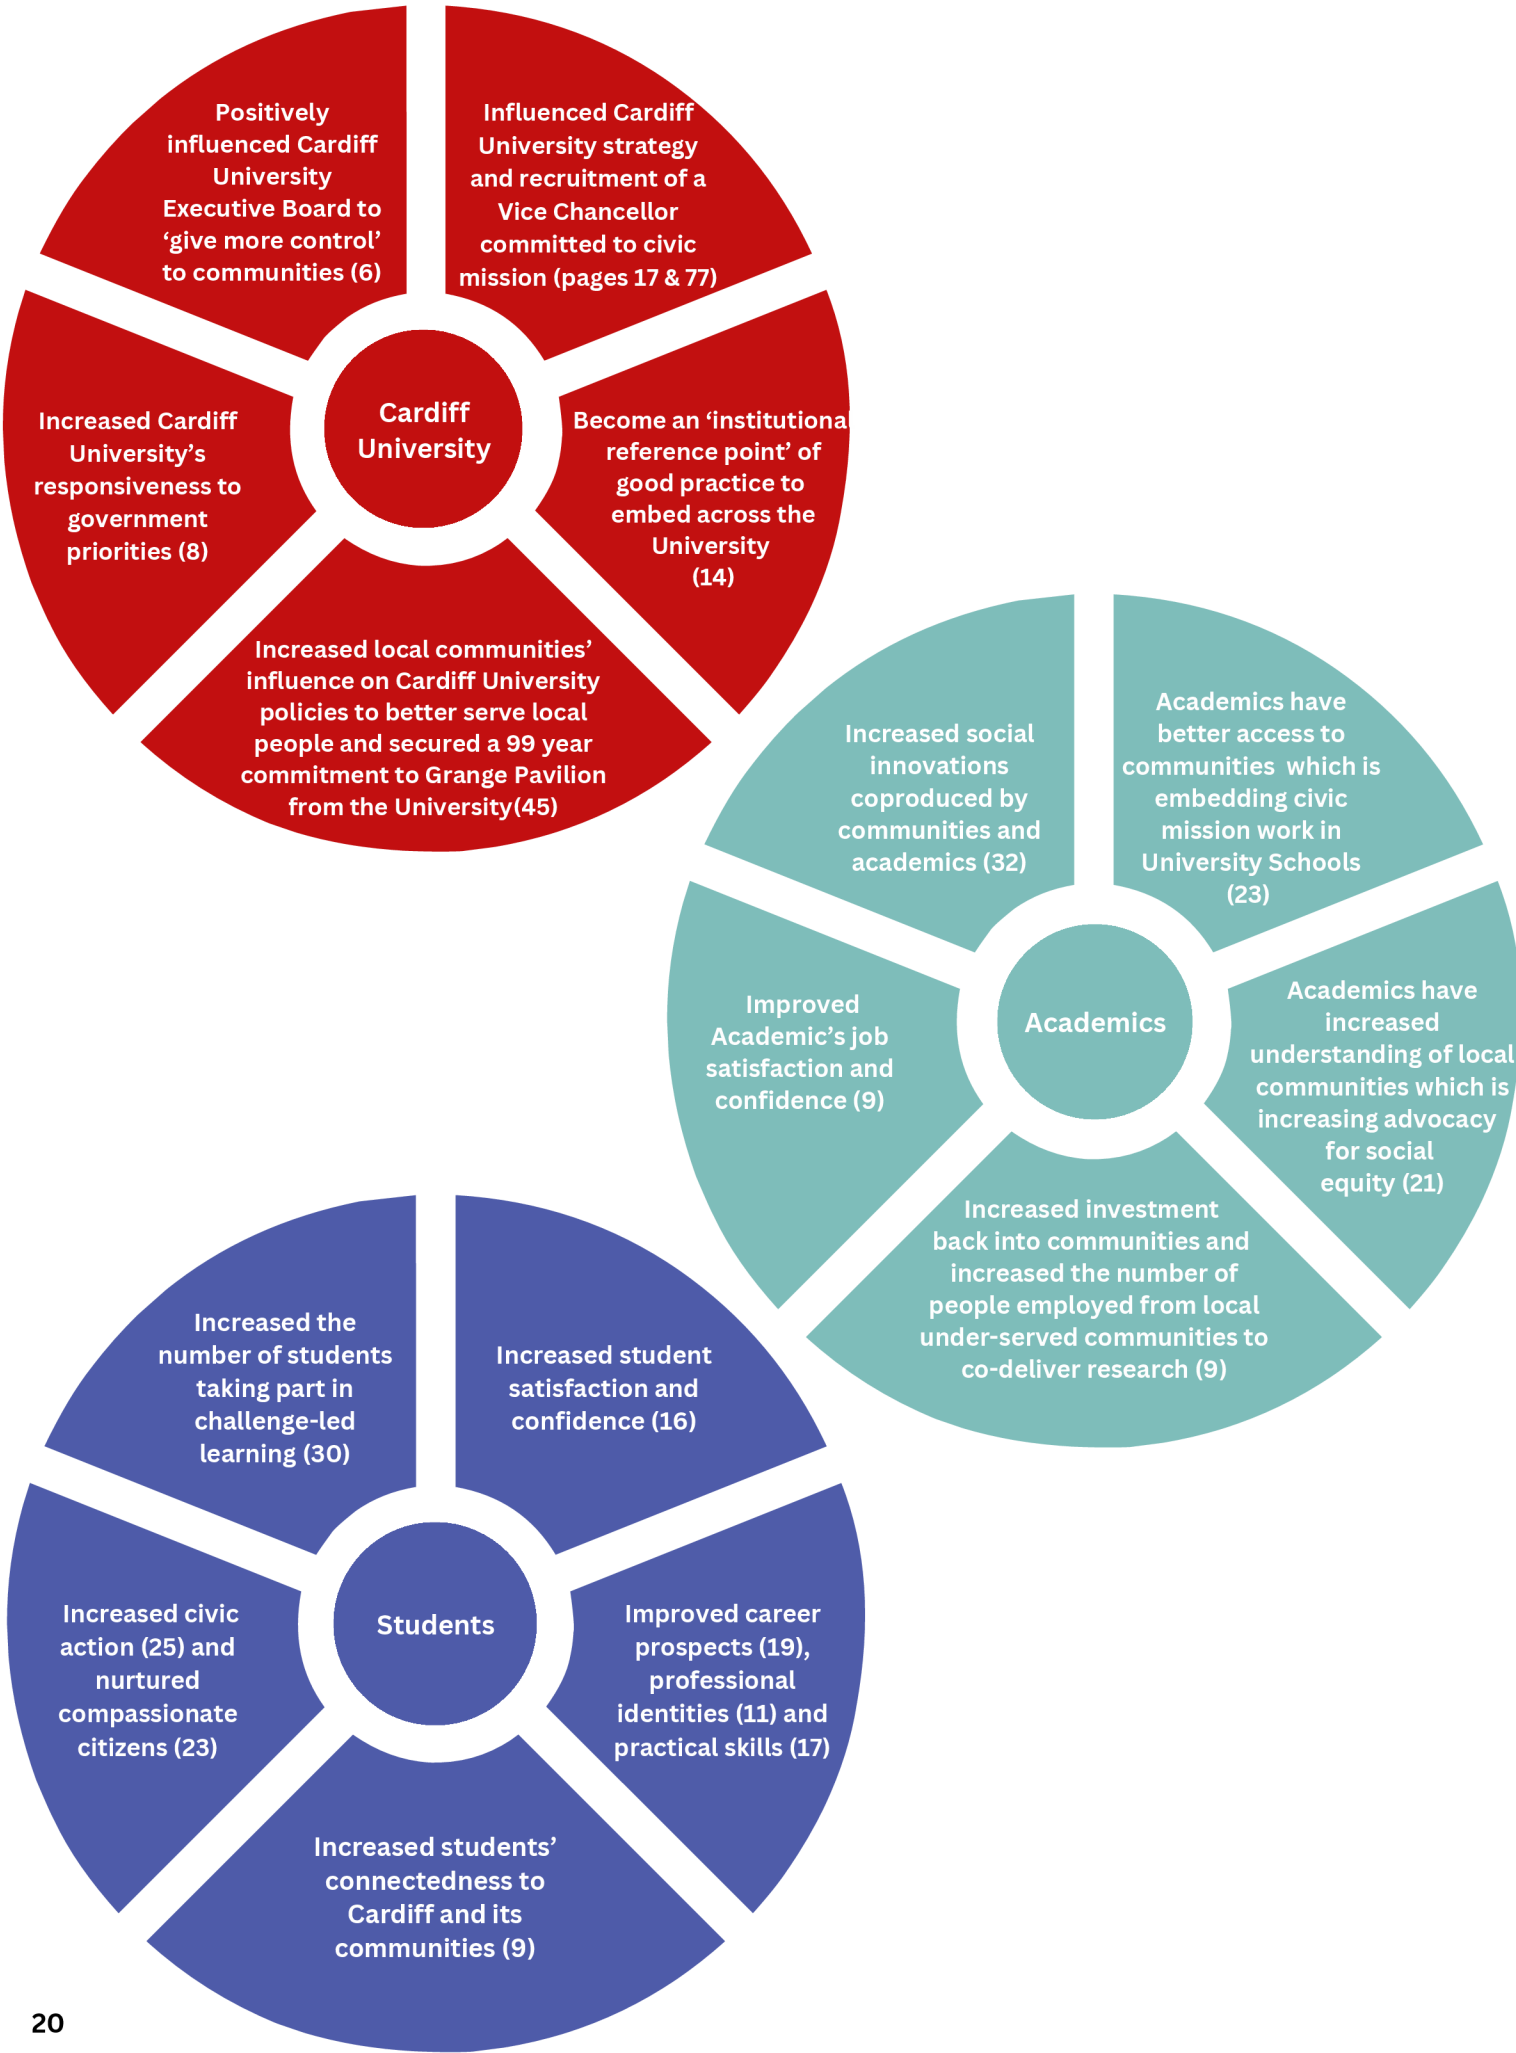 Positively
influenced Cardiff
University
Executive Board to
‘give more control’
to communities (6)
Influenced Cardiff
University strategy
and recruitment of a
Vice Chancellor
committed to civic
mission (pages 17 & 77)
Increased Cardiff
University’s
responsiveness to
government
priorities (8)
Cardiff
University
Become an ‘institutional
reference point’ of
good practice to
embed across the
University
(14)
Increased local communities’
influence on Cardiff University
policies to better serve local
people and secured a 99 year
commitment to Grange Pavilion
from the University(45)
Increased social
innovations
coproduced by
communities and
academics (32)
Academics have
better access to
communities  which is
embedding civic
mission work in
University Schools
(23)
Improved
Academic’s job
satisfaction and
confidence (9)
Academics
Academics have
increased
understanding of local
communities which is
increasing advocacy
for social
equity (21)
Increased investment
back into communities and
increased the number of
people employed from local
under-served communities to
co-deliver research (9)
Increased the
number of students
taking part in
challenge-led
learning (30)
Increased student
satisfaction and
confidence (16)
Increased civic
action (25) and
nurtured
compassionate
citizens (23)
Students
Improved career
prospects (19),
professional
identities (11) and
practical skills (17)
Increased students’
connectedness to
Cardiff and its
communities (9)
20